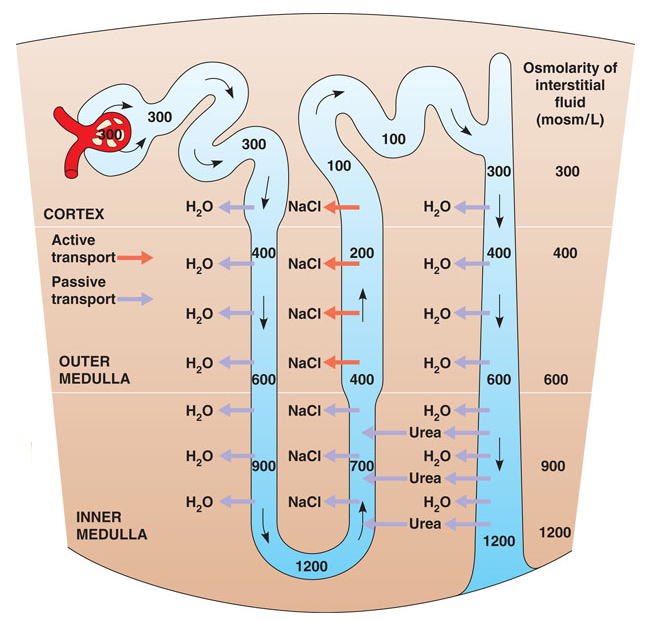 Osmolarity of
interstitial
fluid
(mosm/L)
300
300
300
100
100
300
300
CORTEX
H₂O
NaCl
H₂O
Active
transport
Passive
transport
400
200
400
400
H₂O
NaCl
H₂O
H₂O
NaCl
H₂O
H₂O
NaCl
H₂O
OUTER
MEDULLA
600
400
600
600
H₂O
NaCl
H₂O
Urea
H₂O
NaCl
H₂O
900
700
900
Urea
H₂O
NaCl
H₂O
Urea
INNER
MEDULLA
1200
1200
1200